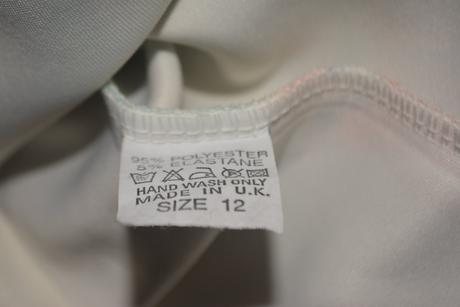 95% POLYESTER
5% ELASTANE
HAND WASH ONLY
MADE IN U.K.
SIZE 12